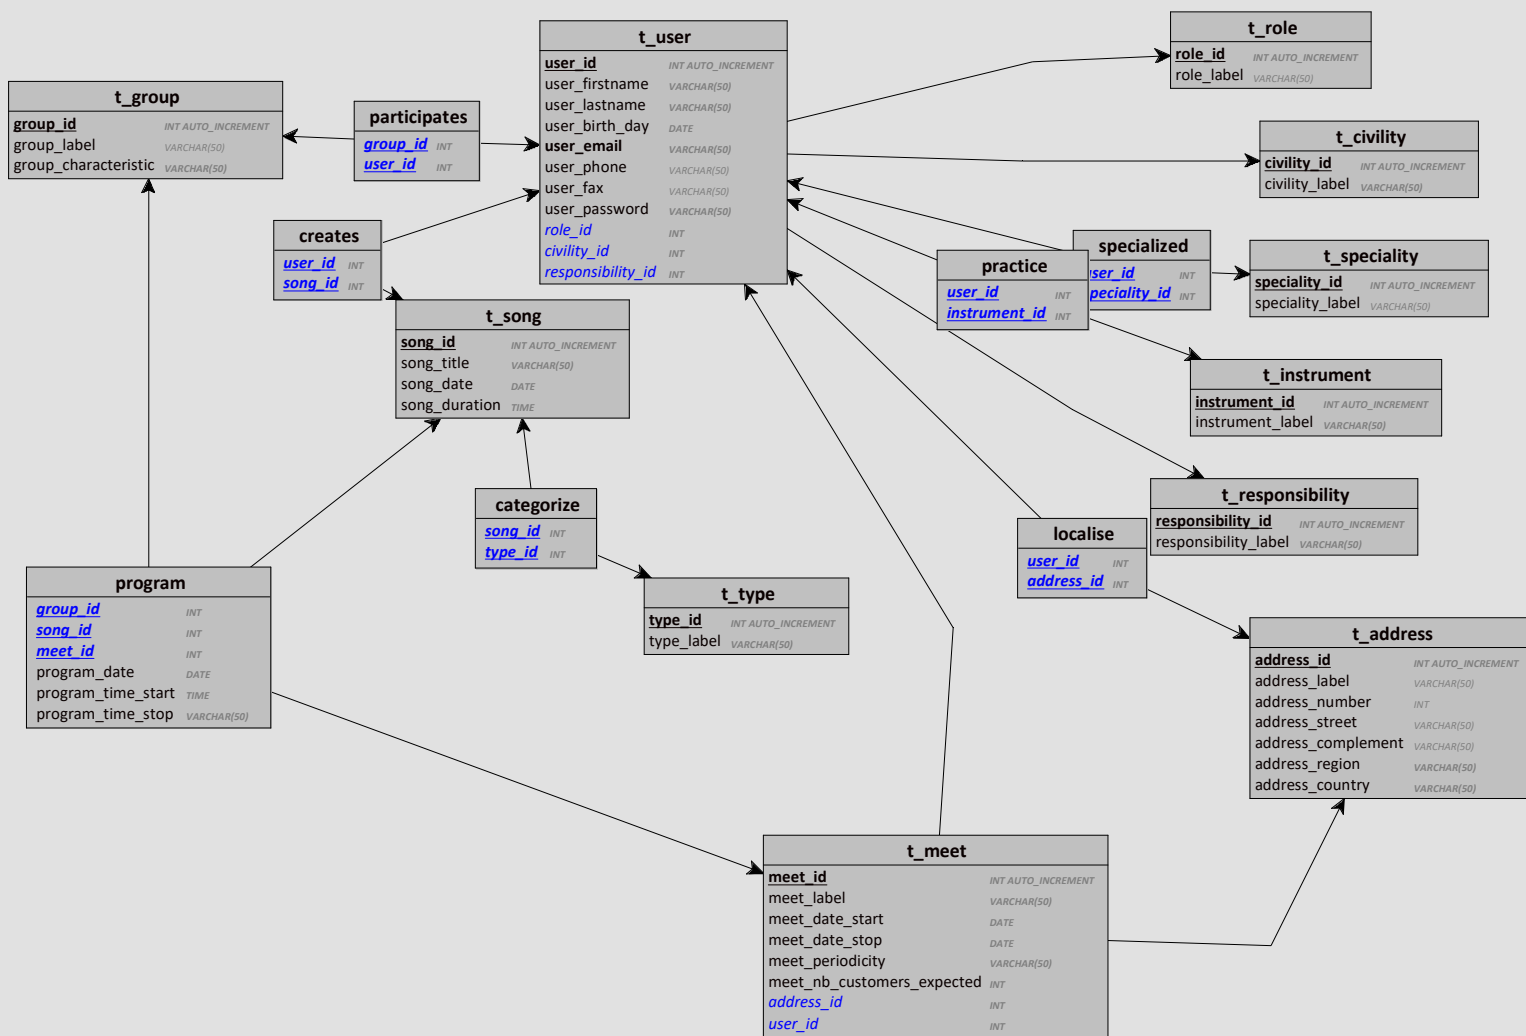 t_user
user_id INT AUTO_INCREMENT
user_firstname VARCHAR(50)
user_lastname VARCHAR(50)
user_birth_day DATE
user_email VARCHAR(50)
user_phone VARCHAR(50)
user_fax VARCHAR(50)
user_password VARCHAR(50)
role_id INT
civility_id INT
responsibility_id INT
t_role
role_id INT AUTO_INCREMENT
role_label VARCHAR(50)
t_group
group_id INT AUTO_INCREMENT
group_label VARCHAR(50)
group_characteristic VARCHAR(50)
participates
group_id INT
user_id INT
t_civility
civility_id INT AUTO_INCREMENT
civility_label VARCHAR(50)
creates
user_id INT
song_id INT
practice
user_id INT
instrument_id INT
specialized
user_id INT
peciality_id INT
t_speciality
speciality_id INT AUTO_INCREMENT
speciality_label VARCHAR(50)
t_song
song_id INT AUTO_INCREMENT
song_title VARCHAR(50)
song_date DATE
song_duration TIME
t_instrument
instrument_id INT AUTO_INCREMENT
instrument_label VARCHAR(50)
categorize
song_id INT
type_id INT
t_responsibility
responsibility_id INT AUTO_INCREMENT
responsibility_label VARCHAR(50)
localise
user_id INT
address_id INT
program
group_id INT
song_id INT
meet_id INT
program_date DATE
program_time_start TIME
program_time_stop VARCHAR(50)
t_type
type_id INT AUTO_INCREMENT
type_label VARCHAR(50)
t_address
address_id INT AUTO_INCREMENT
address_label VARCHAR(50)
address_number INT
address_street VARCHAR(50)
address_complement VARCHAR(50)
address_region VARCHAR(50)
address_country VARCHAR(50)
t_meet
meet_id INT AUTO_INCREMENT
meet_label VARCHAR(50)
meet_date_start DATE
meet_date_stop DATE
meet_periodicity VARCHAR(50)
meet_nb_customers_expected INT
address_id INT
user_id INT